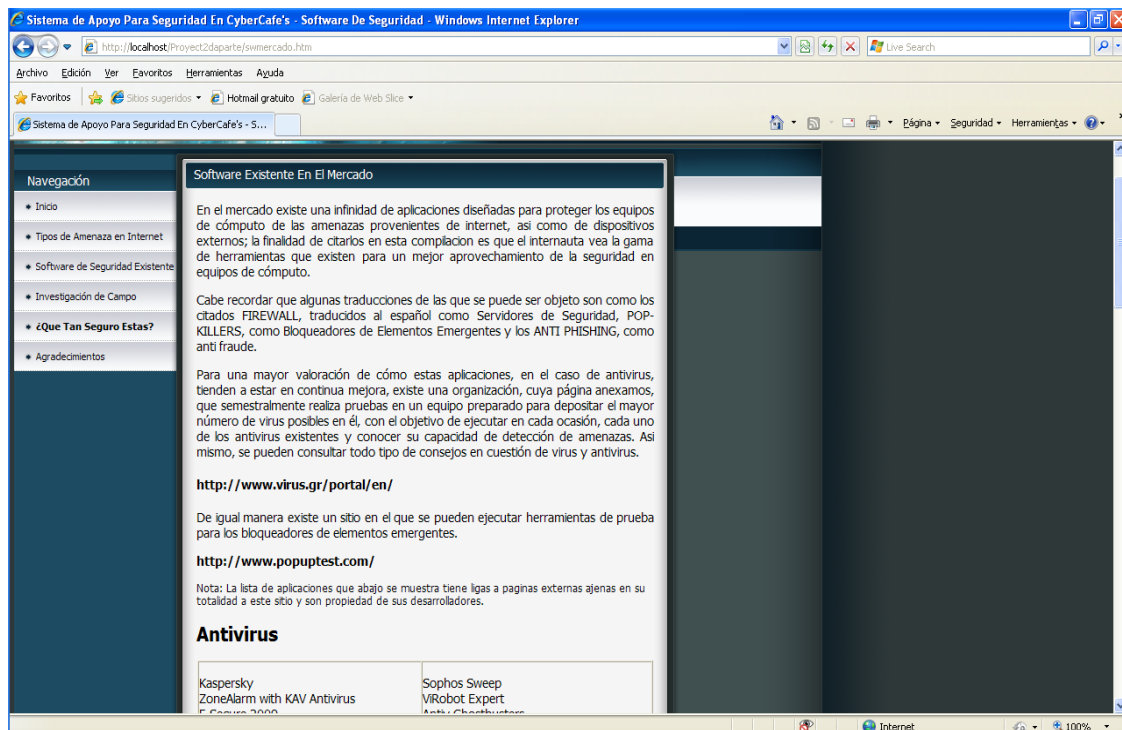 Sistema de Apoyo Para Seguridad En CyberCafe's - Software De Seguridad - Windows Internet Explorer
http://localhost/Proyect2daparte/swmercado.htm
Live Search
Archivo Edición Ver Favoritos Herramientas Ayuda
Favoritos Sitios sugeridos Hotmail gratuito Galería de Web Slice
Sistema de Apoyo Para Seguridad En CyberCafe's - S...
Página Seguridad Herramientas
Navegación
Inicio
Tipos de Amenaza en Internet
Software de Seguridad Existente
Investigación de Campo
¿Que Tan Seguro Estas?
Agradecimientos
Software Existente En El Mercado
En el mercado existe una infinidad de aplicaciones diseñadas para proteger los equipos
de cómputo de las amenazas provenientes de internet, asi como de dispositivos
externos; la finalidad de citarlos en esta compilacion es que el internauta vea la gama
de herramientas que existen para un mejor aprovechamiento de la seguridad en
equipos de cómputo.
Cabe recordar que algunas traducciones de las que se puede ser objeto son como los
citados FIREWALL, traducidos al español como Servidores de Seguridad, POP-
KILLERS, como Bloqueadores de Elementos Emergentes y los ANTI PHISHING, como
anti fraude.
Para una mayor valoración de cómo estas aplicaciones, en el caso de antivirus,
tienden a estar en continua mejora, existe una organización, cuya página anexamos,
que semestralmente realiza pruebas en un equipo preparado para depositar el mayor
número de virus posibles en él, con el objetivo de ejecutar en cada ocasión, cada uno
de los antivirus existentes y conocer su capacidad de detección de amenazas. Asi
mismo, se pueden consultar todo tipo de consejos en cuestión de virus y antivirus.
http://www.virus.gr/portal/en/
De igual manera existe un sitio en el que se pueden ejecutar herramientas de prueba
para los bloqueadores de elementos emergentes.
http://www.popuptest.com/
Nota: La lista de aplicaciones que abajo se muestra tiene ligas a paginas externas ajenas en su
totalidad a este sitio y son propiedad de sus desarrolladores.
Antivirus
Kaspersky
ZoneAlarm with KAV Antivirus
Sophos Sweep
ViRobot Expert
Internet
100%